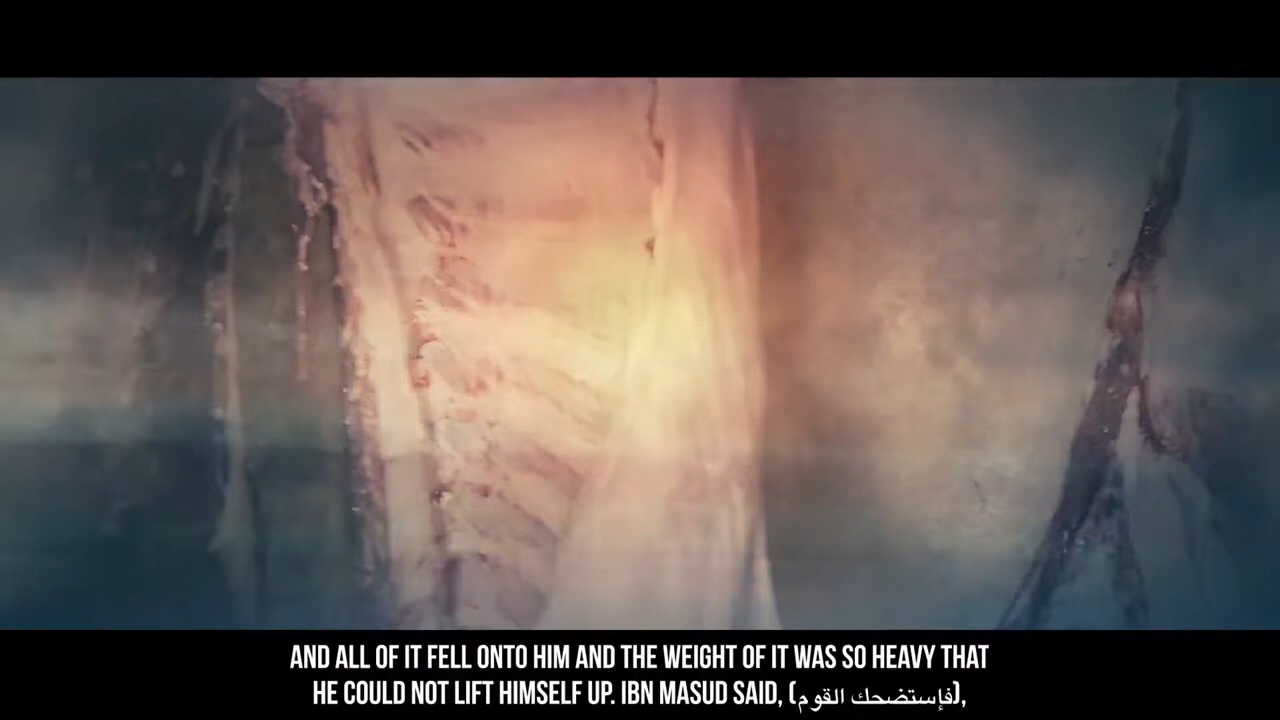 AND ALL OF IT FELL ONTO HIM AND THE WEIGHT OF IT WAS SO HEAVY THAT
HE COULD NOT LIFT HIMSELF UP. IBN MASUD SAID, (فإستضحك القوم),